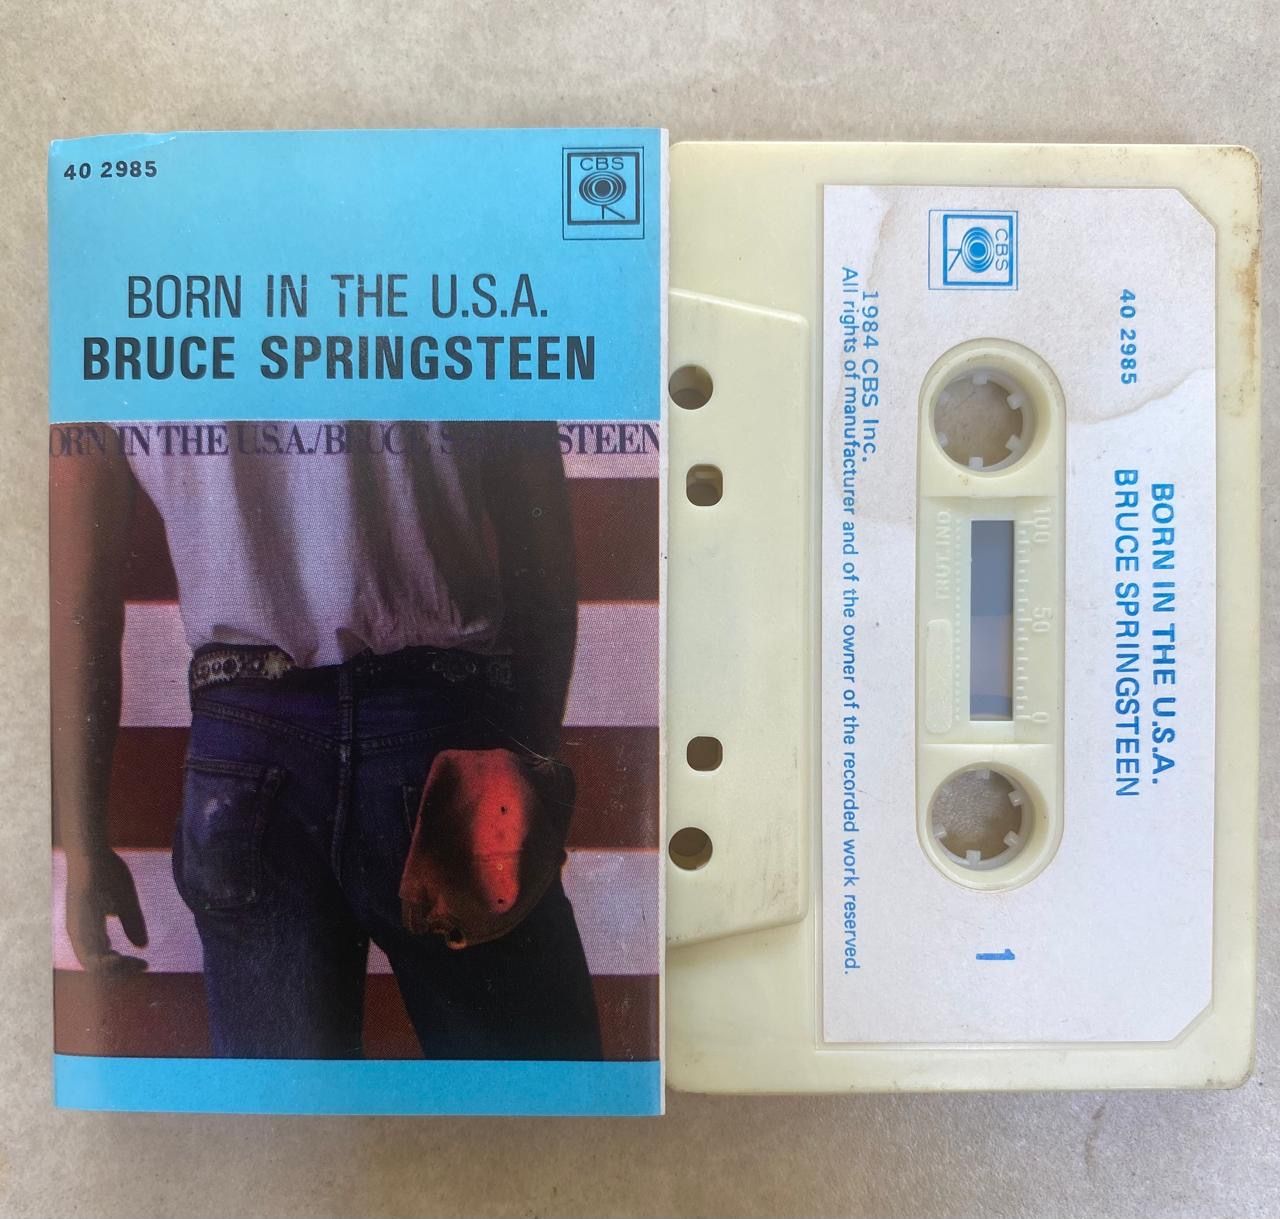 40 2985
CBS
BORN IN THE U.S.A.
BRUCE SPRINGSTEEN
ORN IN THE U.S.A./BRUCE SPRINGSTEEN
CBS
40 2985
BORN IN THE U.S.A.
BRUCE SPRINGSTEEN
100 50 0
1
1984 CBS Inc.
All rights of manufacturer and of the owner of the recorded work reserved.